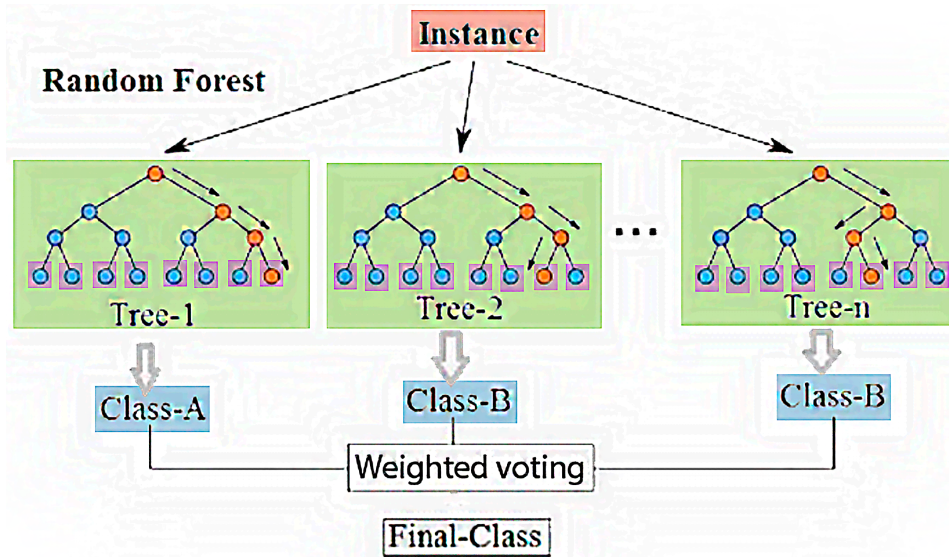 Instance
Random Forest
...
Tree-1
Tree-2
Tree-n
Class-A
Class-B
Class-B
Weighted voting
Final-Class